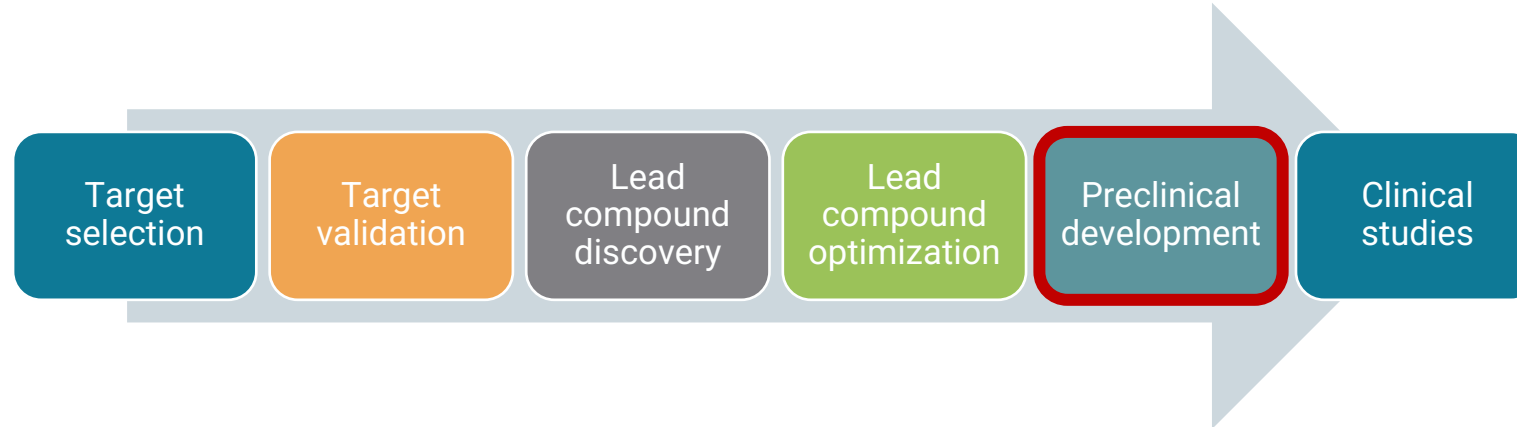 Target
selection
Target
validation
Lead
compound
discovery
Lead
compound
optimization
Preclinical
development
Clinical
studies